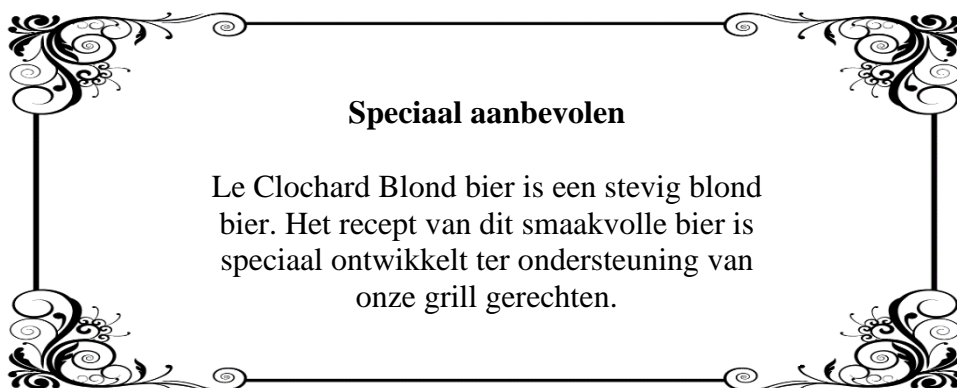 Speciaal aanbevolen
Le Clochard Blond bier is een stevig blond
bier. Het recept van dit smaakvolle bier is
speciaal ontwikkelt ter ondersteuning van
onze grill gerechten.